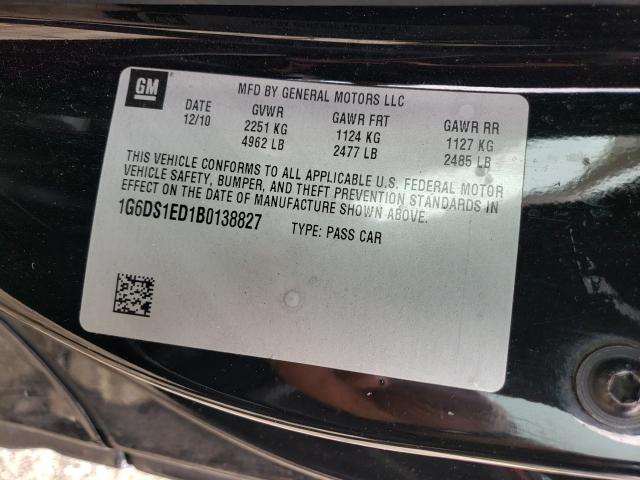 GM
MFD BY GENERAL MOTORS LLC
DATE GVWR GAWR FRT GAWR RR
12/10 2251 KG 1124 KG 1127 KG
4962 LB 2477 LB 2485 LB
THIS VEHICLE CONFORMS TO ALL APPLICABLE U.S. FEDERAL MOTOR
VEHICLE SAFETY, BUMPER, AND THEFT PREVENTION STANDARDS IN
EFFECT ON THE DATE OF MANUFACTURE SHOWN ABOVE.
1G6DS1ED1B0138827 TYPE: PASS CAR